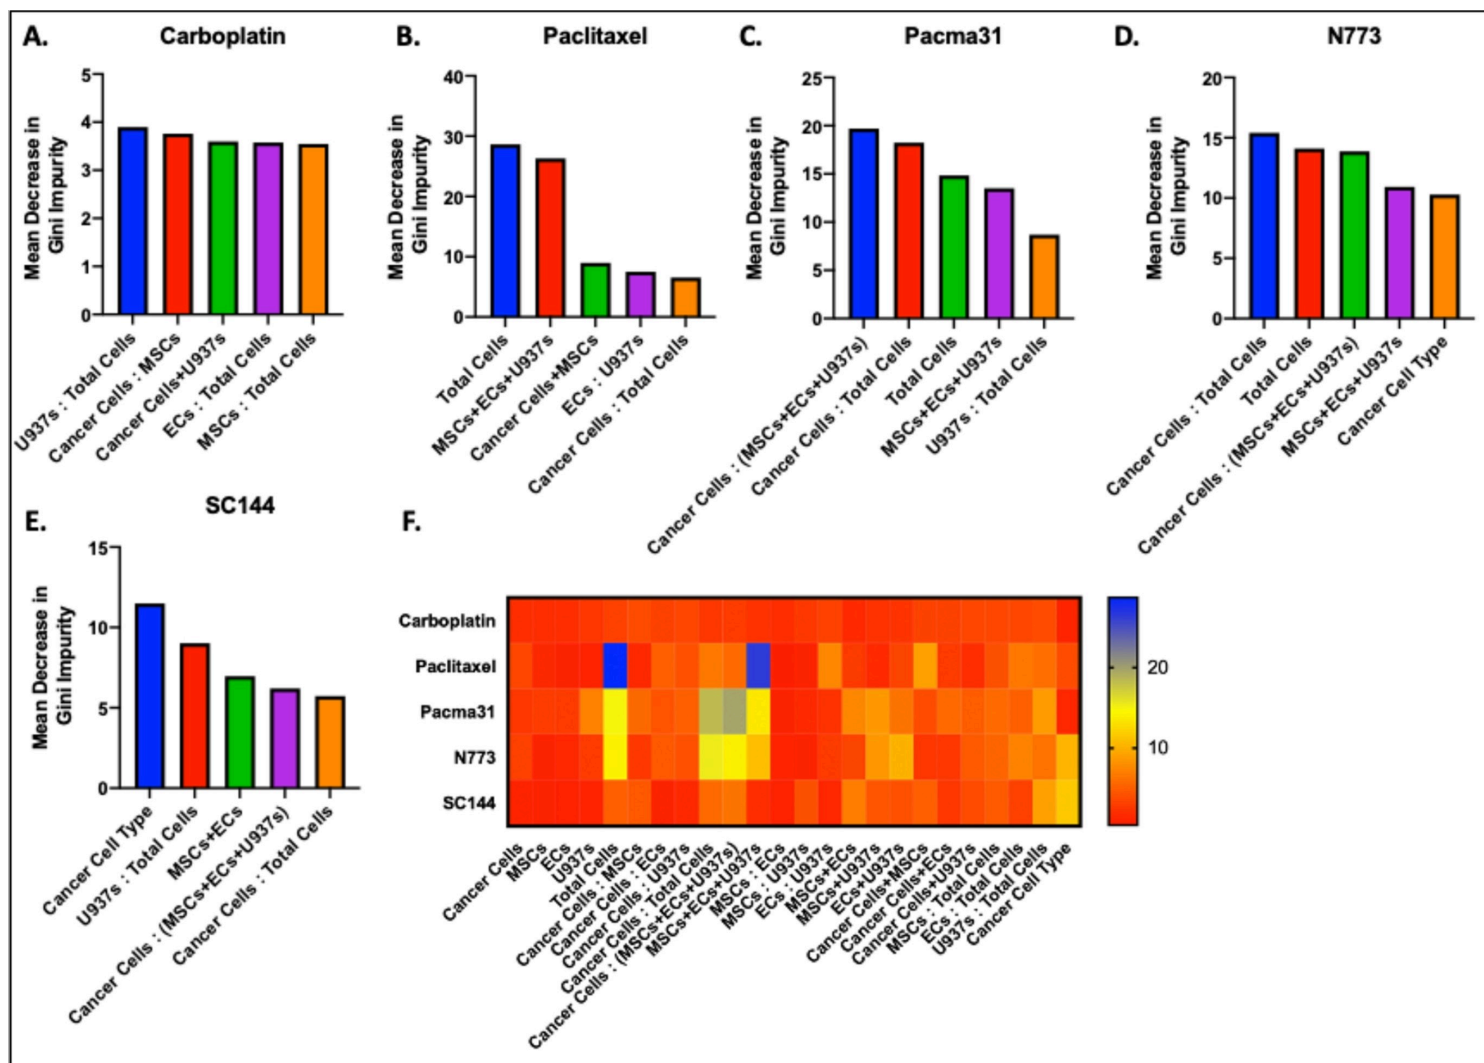 A. Carboplatin
Mean Decrease in
Gini Impurity
5
4
3
2
1
0
U937s : Total Cells
Cancer Cells : MSCs
Cancer Cells+U937s
ECs : Total Cells
MSCs : Total Cells
B. Paclitaxel
Mean Decrease in
Gini Impurity
40
30
20
10
0
Total Cells
MSCs+ECs+U937s
Cancer Cells+MSCs
ECs : U937s
Cancer Cells : Total Cells
C. Pacma31
Mean Decrease in
Gini Impurity
25
20
15
10
5
0
Cancer Cells : (MSCs+ECs+U937s)
Cancer Cells : Total Cells
Total Cells
MSCs+ECs+U937s
U937s : Total Cells
D. N773
Mean Decrease in
Gini Impurity
20
15
10
5
0
Cancer Cells : Total Cells
Total Cells
Cancer Cells : (MSCs+ECs+U937s)
MSCs+ECs+U937s
Cancer Cell Type
E. SC144
Mean Decrease in
Gini Impurity
15
10
5
0
Cancer Cell Type
U937s : Total Cells
MSCs+ECs
Cancer Cells : (MSCs+ECs+U937s)
Cancer Cells : Total Cells
F.
Carboplatin
Paclitaxel
Pacma31
N773
SC144
Cancer Cells
MSCs
ECs
U937s
Total Cells
Cancer Cells : MSCs
Cancer Cells : ECs
Cancer Cells : U937s
Cancer Cells : Total Cells
Cancer Cells : (MSCs+ECs+U937s)
MSCs+ECs+U937s
MSCs : ECs
MSCs : U937s
ECs : U937s
MSCs+ECs
MSCs+U937s
ECs+U937s
Cancer Cells+MSCs
Cancer Cells+ECs
Cancer Cells+U937s
MSCs : Total Cells
ECs : Total Cells
U937s : Total Cells
Cancer Cell Type
20
10